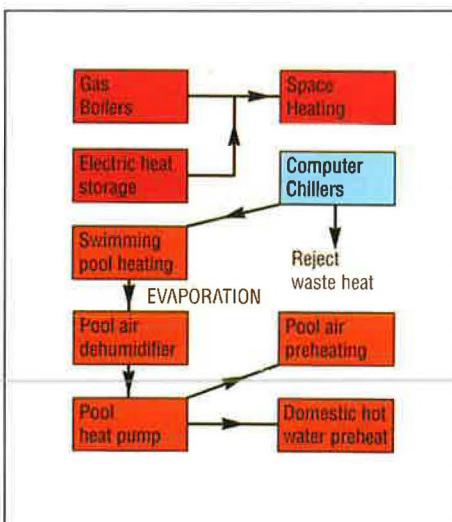 Gas
Boilers
Space
Heating
Electric heat
storage
Computer
Chillers
Swimming
pool heating
Reject
waste heat
EVAPORATION
Pool air
dehumidifier
Pool air
preheating
Pool
heat pump
Domestic hot
water preheat